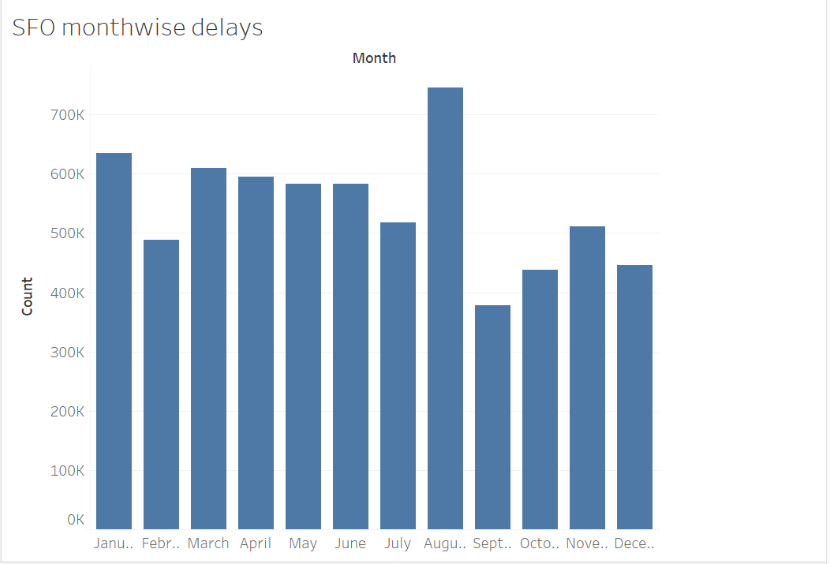 SFO monthwise delays
Month
700K
600K
500K
400K
300K
200K
100K
0K
Count
Janu.. Febr.. March April May June July Augu.. Sept.. Octo.. Nove.. Dece..